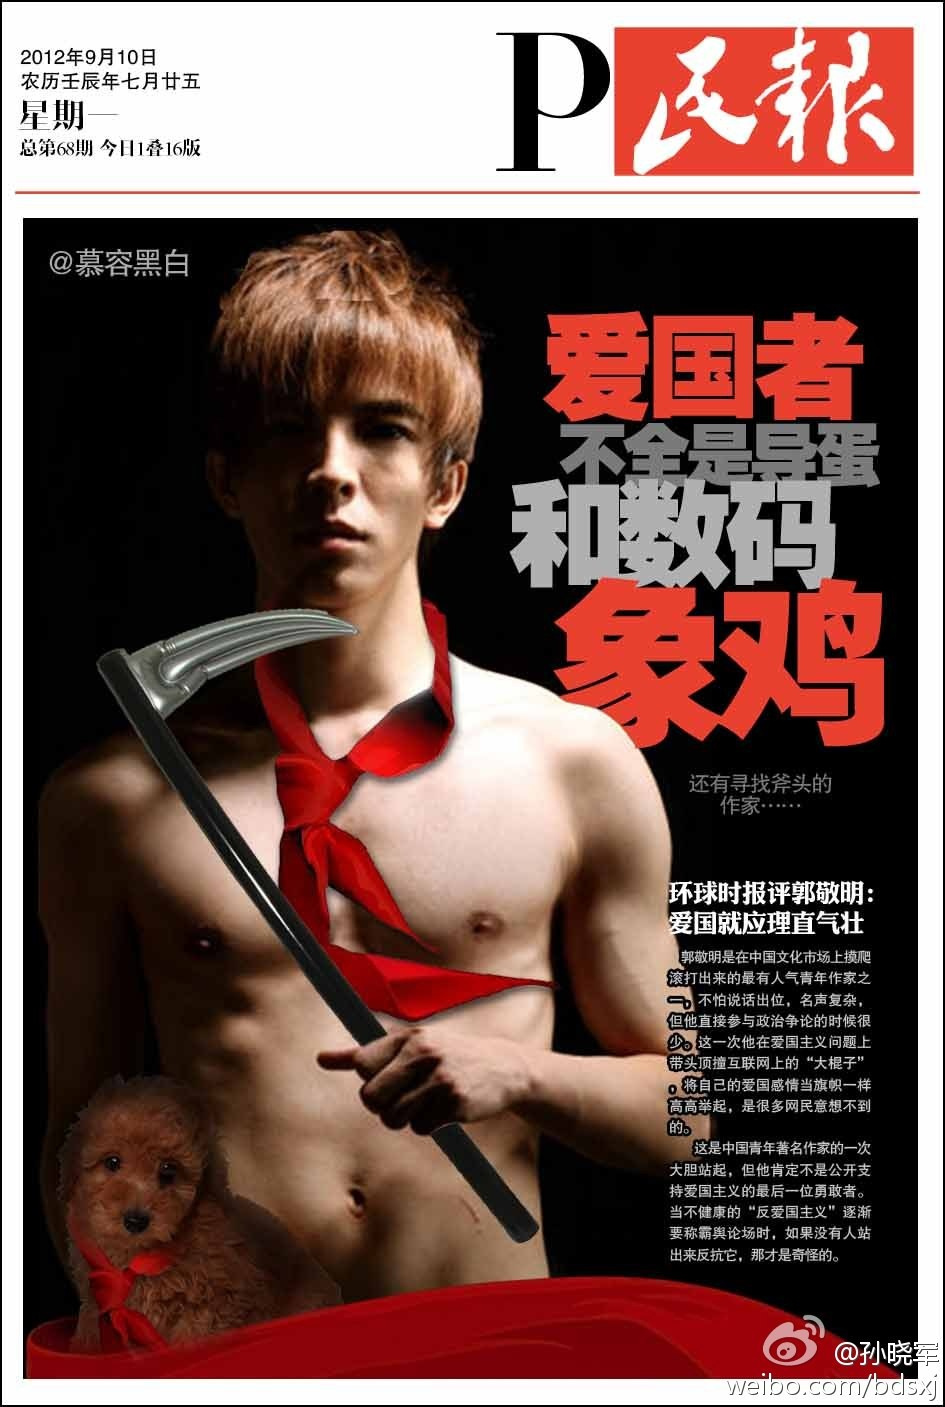 2012年9月10日
农历壬辰年七月廿五
星期一
总第68期 今日1叠16版
P民報
@慕容黑白
爱国者
不全是导蛋
和数码
象鸡
还有寻找斧头的
作家……
环球时报评郭敬明：
爱国就应理直气壮
郭敬明是在中国文化市场上摸爬
滚打出来的最有人气青年作家之
一，不怕说话出位，名声复杂，
但他直接参与政治争论的时候很
少。这一次他在爱国主义问题上
带头顶撞互联网上的“大棍子”
，将自己的爱国感情当旗帜一样
高高举起，是很多网民意想不到
的。
这是中国青年著名作家的一次
大胆站起，但他肯定不是公开支
持爱国主义的最后一位勇敢者。
当不健康的“反爱国主义”逐渐
要称霸舆论场时，如果没有人站
出来反抗它，那才是奇怪的。
@孙晓军
weibo.com/bdsxj